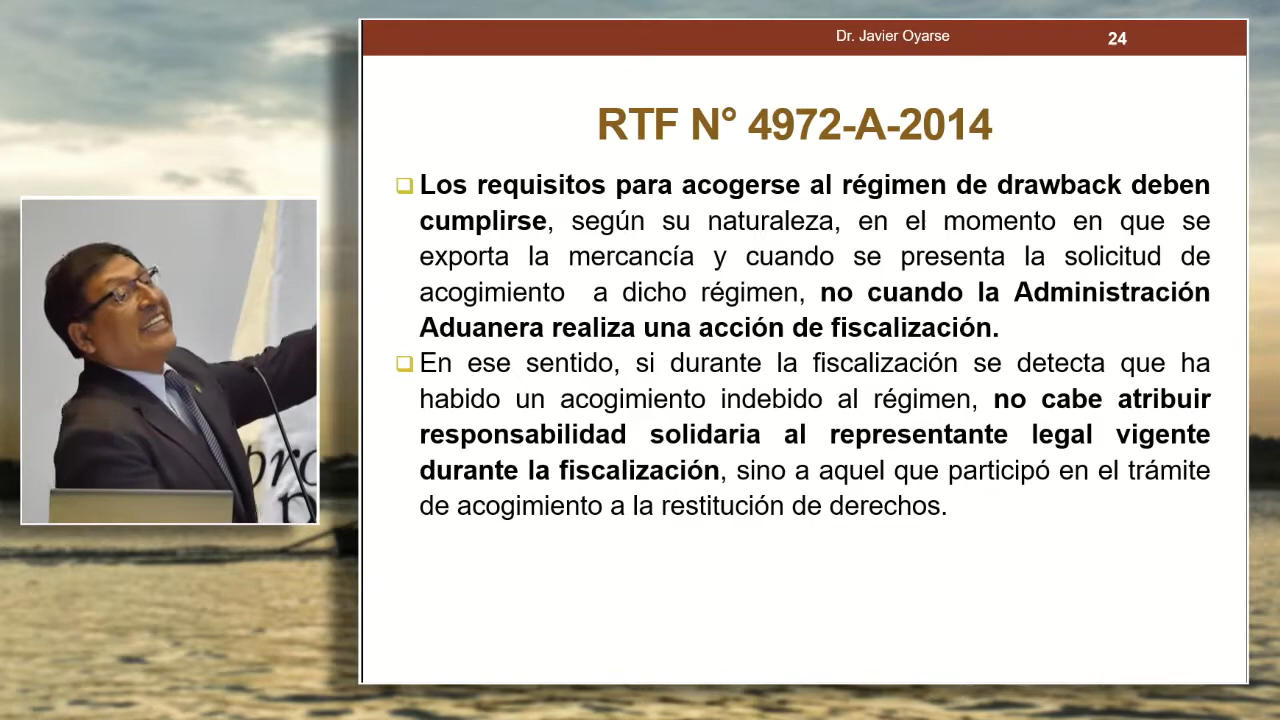 Dr. Javier Oyarse
24
RTF N° 4972-A-2014
Los requisitos para acogerse al régimen de drawback deben
cumplirse, según su naturaleza, en el momento en que se
exporta la mercancía y cuando se presenta la solicitud de
acogimiento a dicho régimen, no cuando la Administración
Aduanera realiza una acción de fiscalización.
En ese sentido, si durante la fiscalización se detecta que ha
habido un acogimiento indebido al régimen, no cabe atribuir
responsabilidad solidaria al representante legal vigente
durante la fiscalización, sino a aquel que participó en el trámite
de acogimiento a la restitución de derechos.